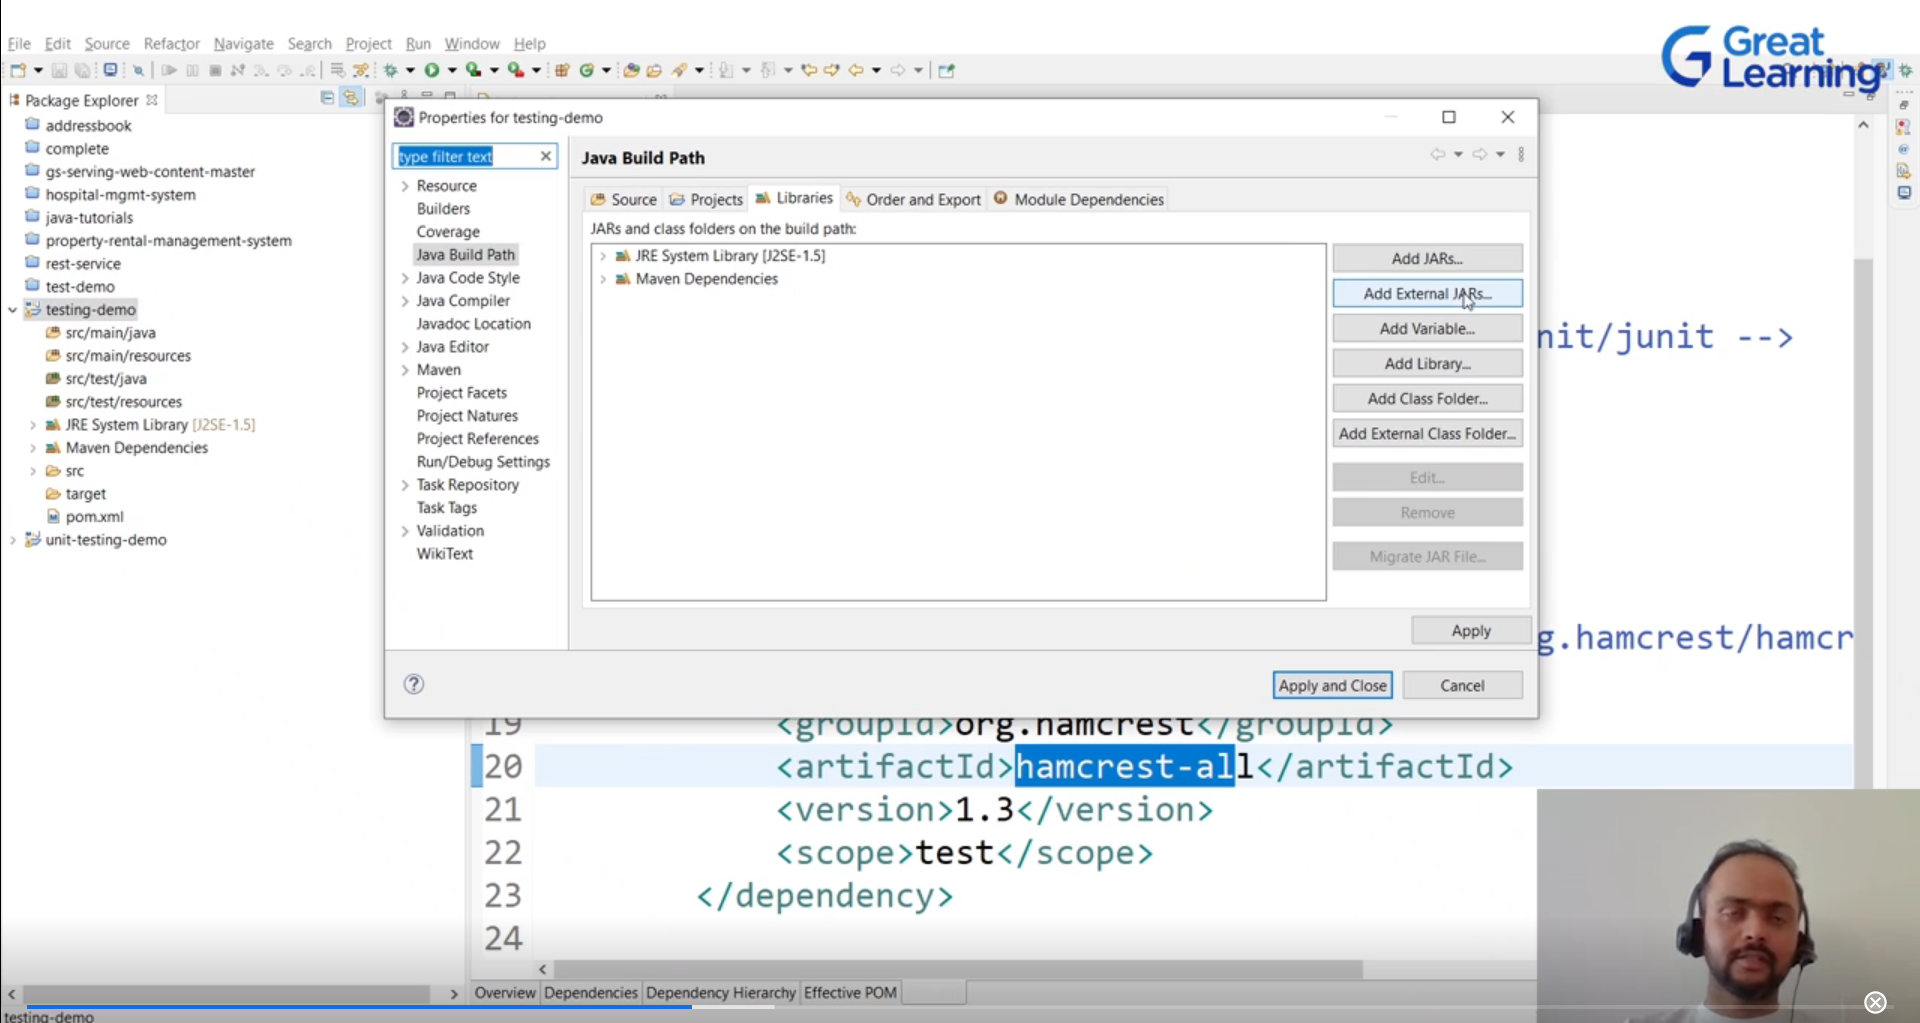 Great
Learning
File Edit Source Refactor Navigate Search Project Run Window Help
Package Explorer
addressbook
complete
gs-serving-web-content-master
hospital-mgmt-system
java-tutorials
property-rental-management-system
rest-service
test-demo
testing-demo
src/main/java
src/main/resources
src/test/java
src/test/resources
JRE System Library [J2SE-1.5]
Maven Dependencies
src
target
pom.xml
unit-testing-demo
Properties for testing-demo
type filter text
Resource
Builders
Coverage
Java Build Path
Java Code Style
Java Compiler
Javadoc Location
Java Editor
Maven
Project Facets
Project Natures
Project References
Run/Debug Settings
Task Repository
Task Tags
Validation
WikiText
Java Build Path
Source Projects Libraries Order and Export Module Dependencies
JARs and class folders on the build path:
JRE System Library [J2SE-1.5]
Maven Dependencies
Add JARs...
Add External JARs...
Add Variable...
Add Library...
Add Class Folder...
Add External Class Folder...
Edit...
Remove
Migrate JAR File...
Apply
Apply and Close Cancel
nit/junit -->
g.hamcrest/hamcr
19 <groupId>org.hamcrest</groupId>
20 <artifactId>hamcrest-all</artifactId>
21 <version>1.3</version>
22 <scope>test</scope>
23 </dependency>
24
Overview Dependencies Dependency Hierarchy Effective POM
testing-demo